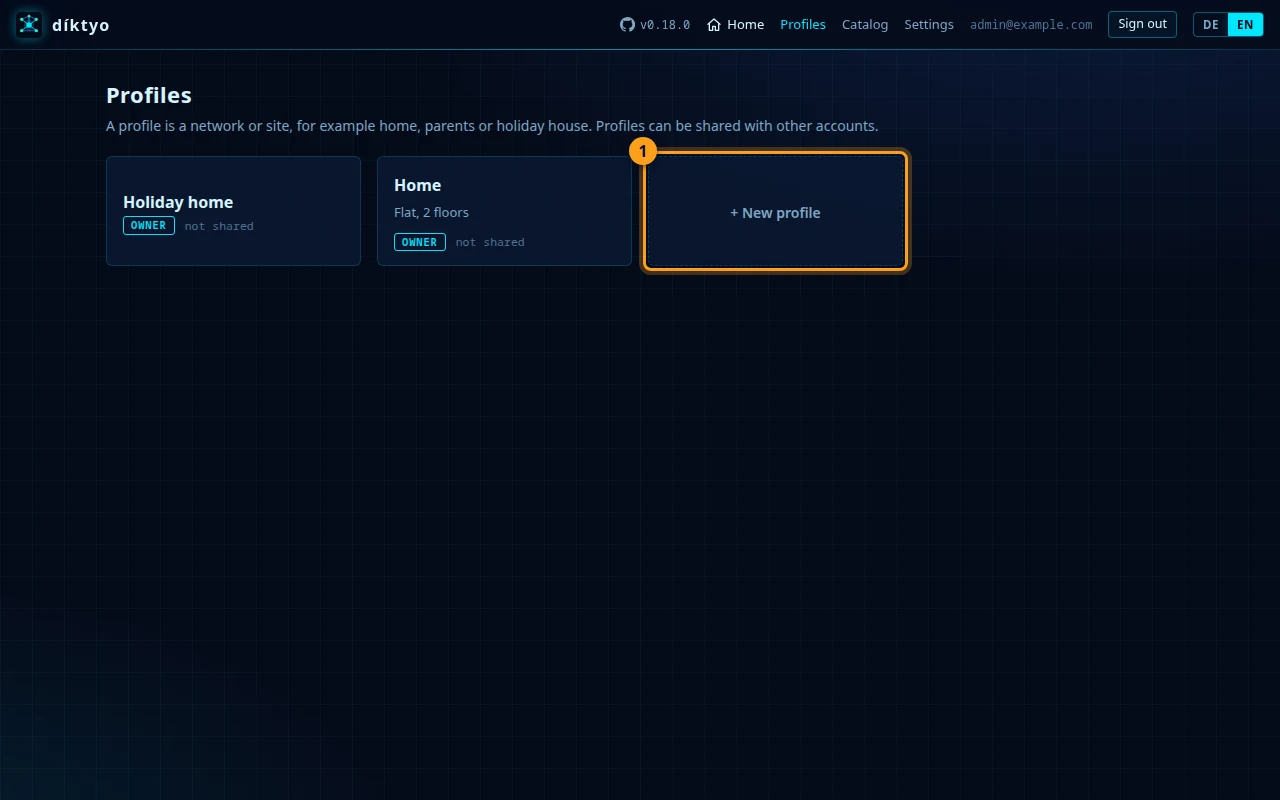 díktyo
v0.18.0 Home Profiles Catalog Settings admin@example.com Sign out DE EN
Profiles
A profile is a network or site, for example home, parents or holiday house. Profiles can be shared with other accounts.
1
Holiday home
OWNER not shared
Home
Flat, 2 floors
OWNER not shared
+ New profile